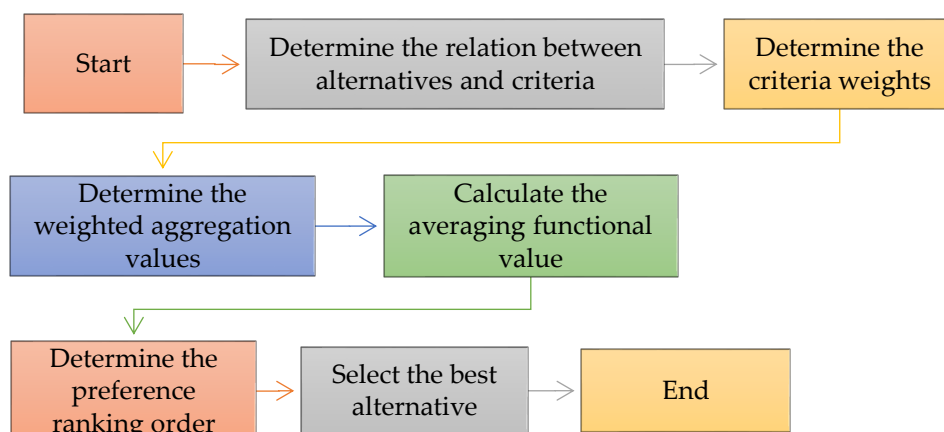 Start
Determine the relation between
alternatives and criteria
Determine the
criteria weights
Determine the
weighted aggregation
values
Calculate the
averaging functional
value
Determine the
preference
ranking order
Select the best
alternative
End